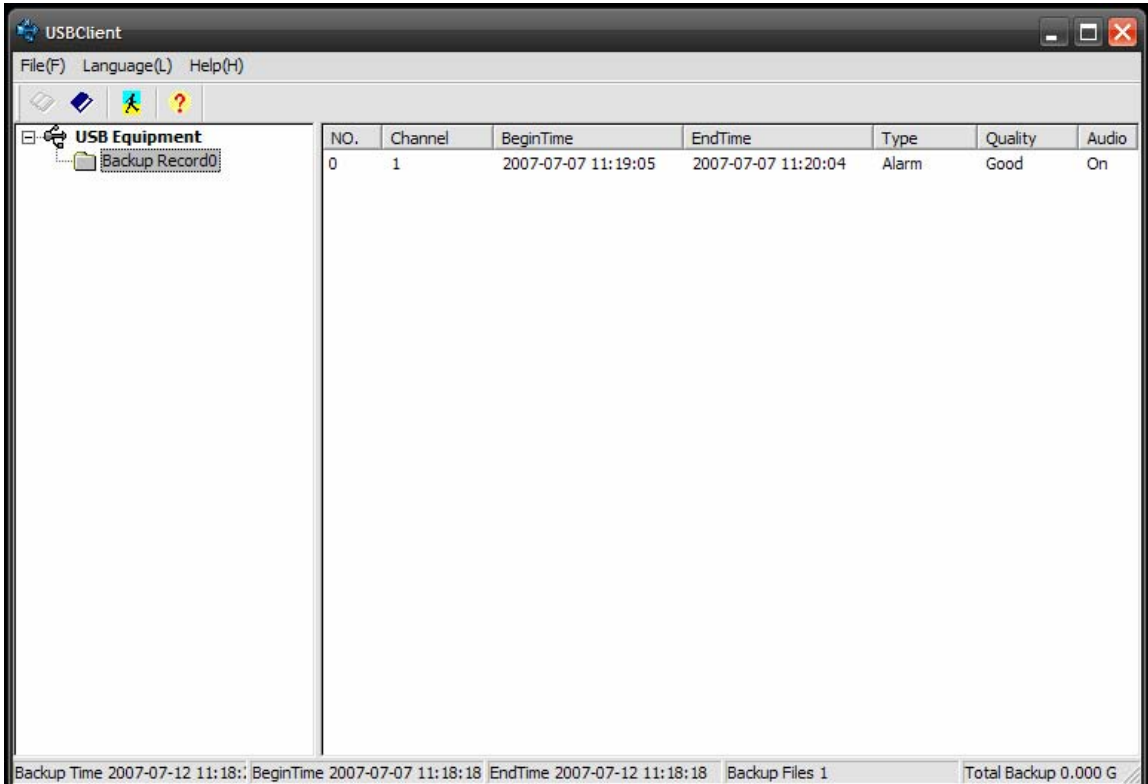 USBClient
File(F) Language(L) Help(H)
USB Equipment
Backup Record0
NO. Channel BeginTime EndTime Type Quality Audio
0 1 2007-07-07 11:19:05 2007-07-07 11:20:04 Alarm Good On
Backup Time 2007-07-12 11:18: BeginTime 2007-07-07 11:18:18 EndTime 2007-07-12 11:18:18 Backup Files 1 Total Backup 0.000 G